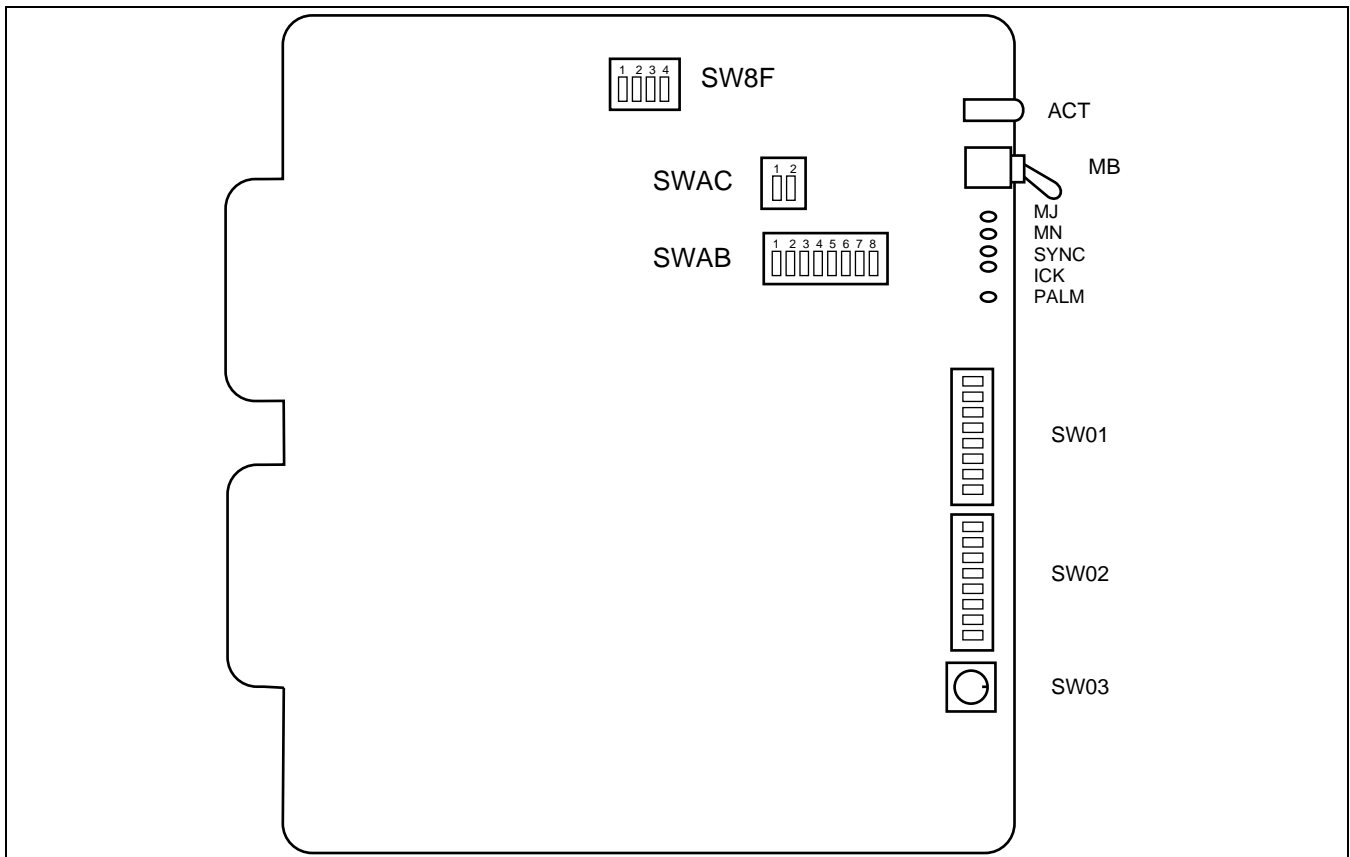 1 2 3 4
SW8F
ACT
MB
SWAC
1 2
MJ
MN
SYNC
ICK
PALM
SWAB
1 2 3 4 5 6 7 8
SW01
SW02
SW03